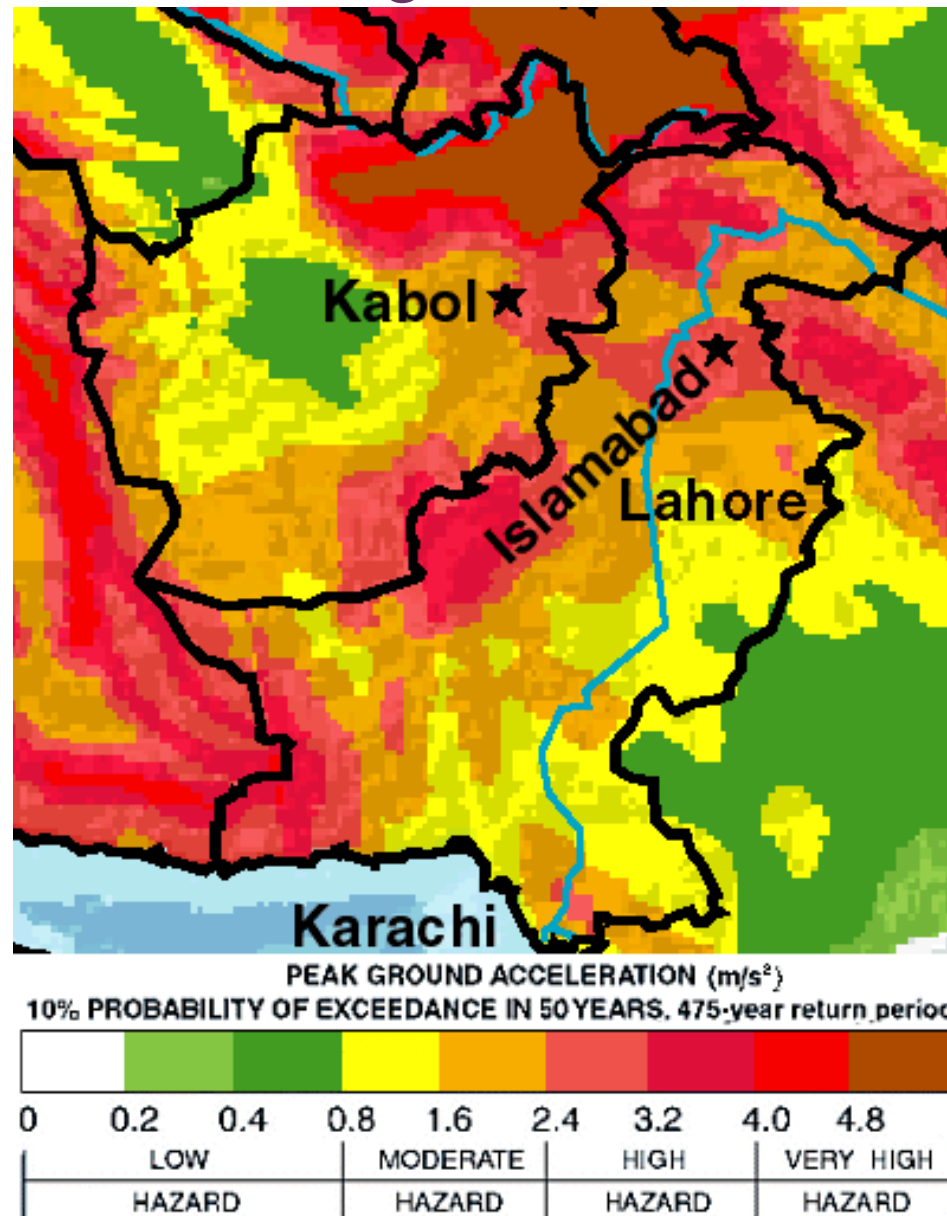 Kabol
Islamabad
Lahore
Karachi
PEAK GROUND ACCELERATION (m/s²)
10% PROBABILITY OF EXCEEDANCE IN 50 YEARS, 475-year return period
0 0.2 0.4 0.8 1.6 2.4 3.2 4.0 4.8
LOW MODERATE HIGH VERY HIGH
HAZARD HAZARD HAZARD HAZARD